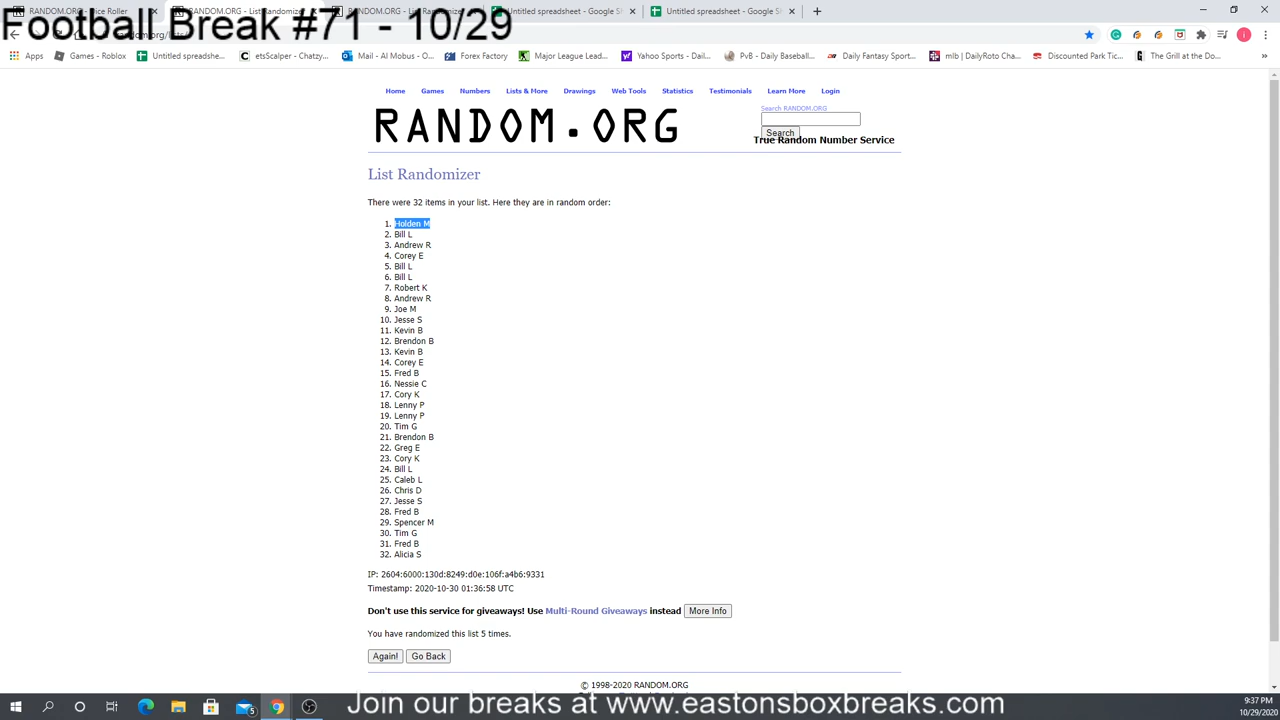 Football Break #71 - 10/29
Apps Games - Roblox Untitled spreadshee... etsScalper - Chatzy... Mail - Al Mobus - O... Forex Factory Major League Lead... Yahoo Sports - Dail... PvB - Daily Baseball... Daily Fantasy Sport... mlb | DailyRoto Cha... Discounted Park Tic... The Grill at the Do... »
Home Games Numbers Lists & More Drawings Web Tools Statistics Testimonials Learn More Login
Search RANDOM.ORG
RANDOM.ORG
Search
True Random Number Service
List Randomizer
There were 32 items in your list. Here they are in random order:
1. Holden M
2. Bill L
3. Andrew R
4. Corey E
5. Bill L
6. Bill L
7. Robert K
8. Andrew R
9. Joe M
10. Jesse S
11. Kevin B
12. Brendon B
13. Kevin B
14. Corey E
15. Fred B
16. Nessie C
17. Cory K
18. Lenny P
19. Lenny P
20. Tim G
21. Brendon B
22. Greg E
23. Cory K
24. Bill L
25. Caleb L
26. Chris D
27. Jesse S
28. Fred B
29. Spencer M
30. Tim G
31. Fred B
32. Alicia S
IP: 2604:6000:130d:8249:d0e:106f:a4b6:9331
Timestamp: 2020-10-30 01:36:58 UTC
Don't use this service for giveaways! Use Multi-Round Giveaways instead More Info
You have randomized this list 5 times.
Again! Go Back
© 1998-2020 RANDOM.ORG
Join our breaks at www.eastonsboxbreaks.com
9:37 PM
10/29/2020